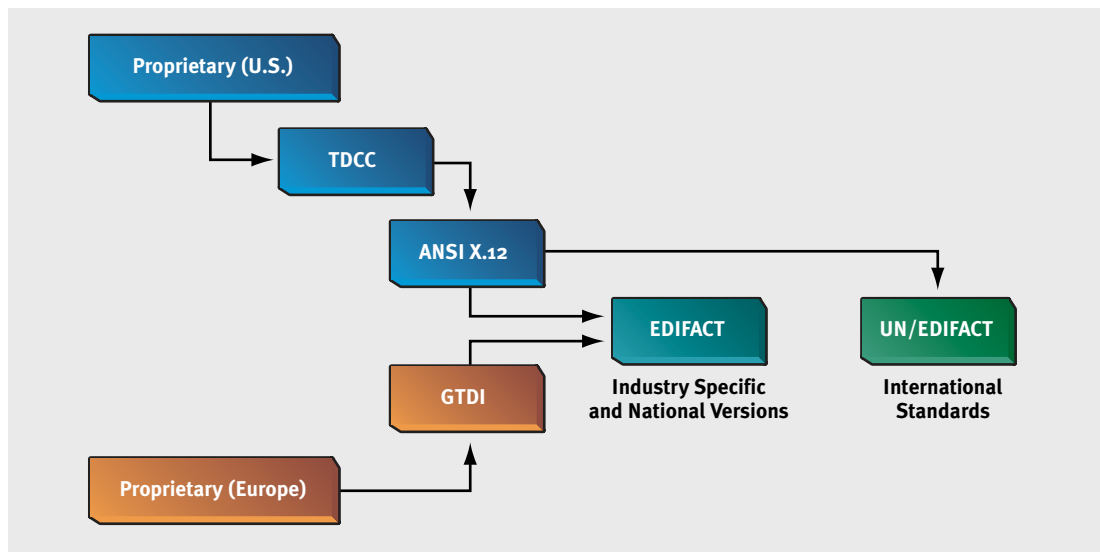 Proprietary (U.S.)
TDCC
ANSI X.12
EDIFACT
UN/EDIFACT
Industry Specific
and National Versions
International
Standards
GTDI
Proprietary (Europe)